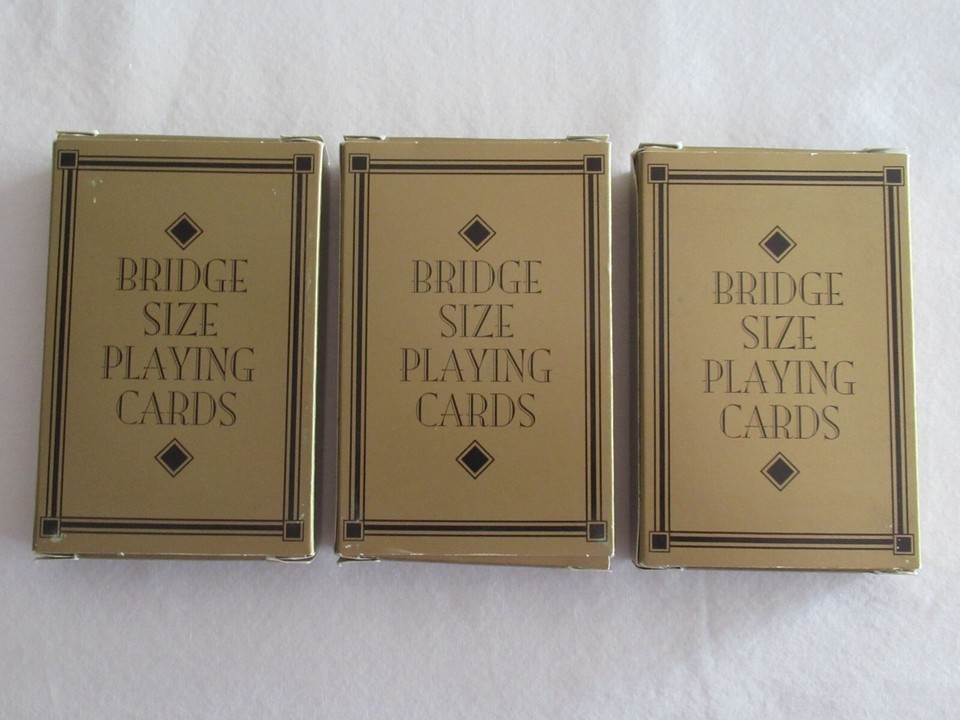 BRIDGE
SIZE
PLAYING
CARDS
BRIDGE
SIZE
PLAYING
CARDS
BRIDGE
SIZE
PLAYING
CARDS